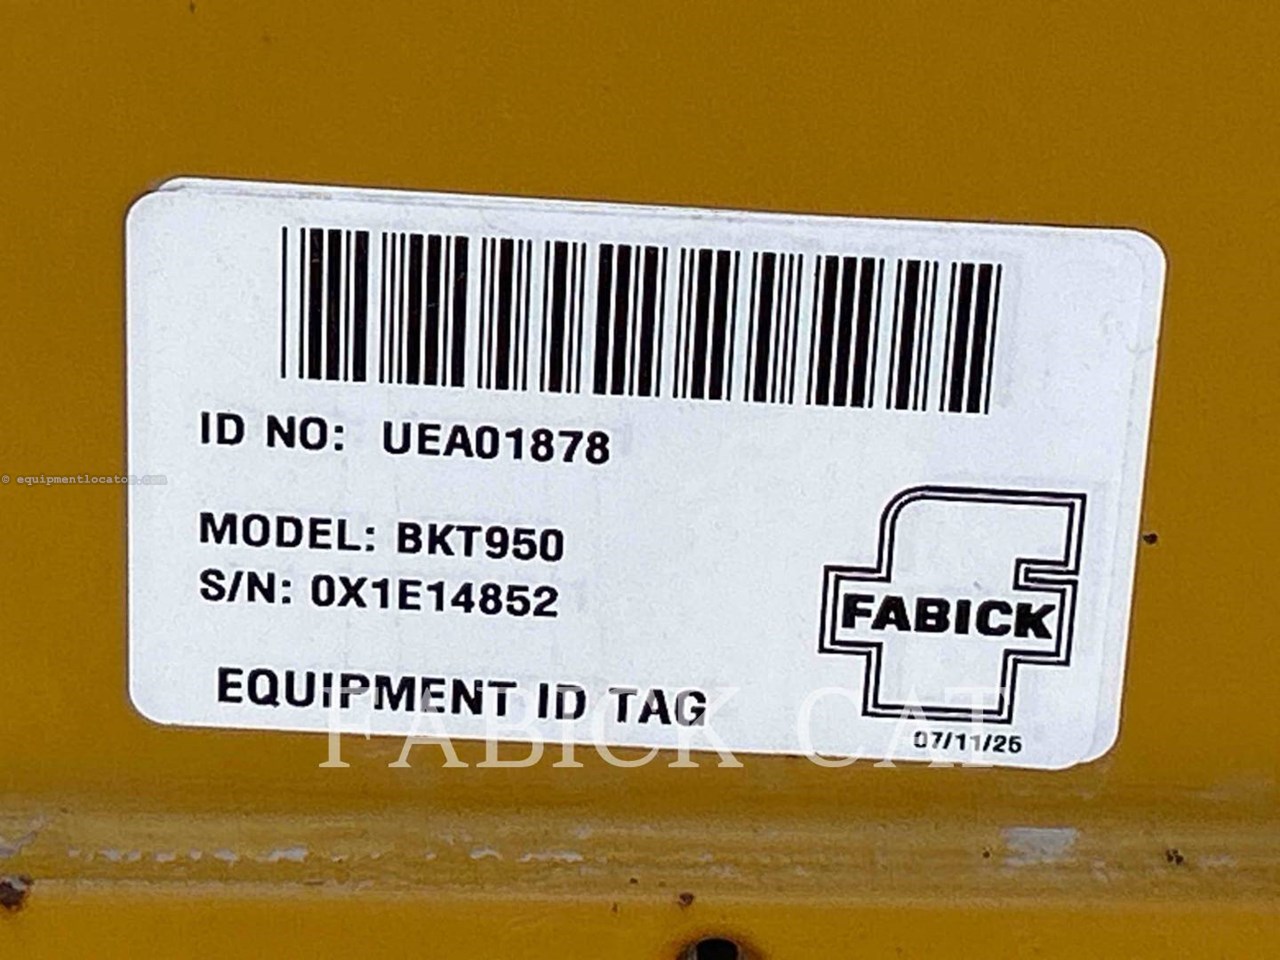 ID NO: UEA01878
© equipmentlocator.com
MODEL: BKT950
S/N: 0X1E14852
FABICK
EQUIPMENT ID TAG
FABICK CAT
07/11/25